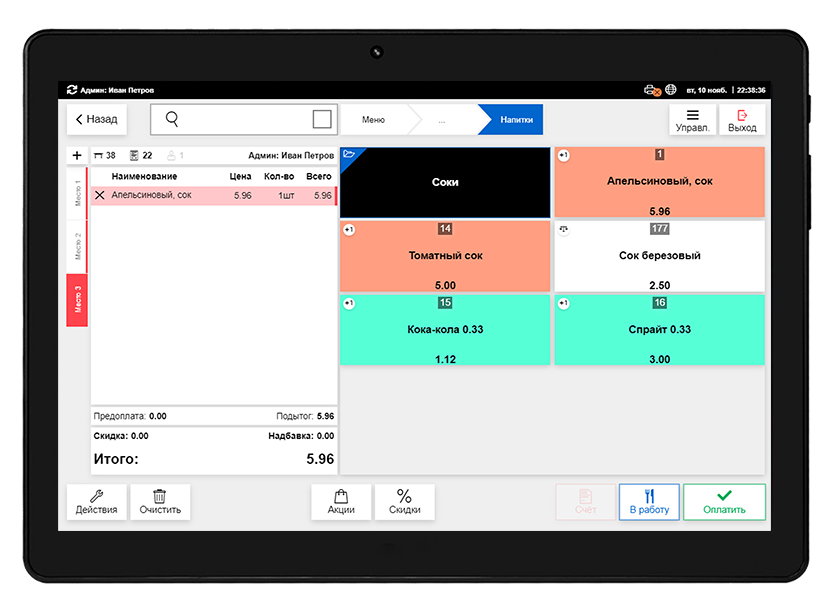 Админ: Иван Петров
вт, 10 нояб. | 22:38:36
Назад
Меню
...
Напитки
Управл.
Выход
+ 38 22 1 Админ: Иван Петров
Наименование Цена Кол-во Всего
Апельсиновый, сок 5.96 1шт 5.96
Место 1
Место 2
Место 3
Соки
+1 1
Апельсиновый, сок
5.96
+1 14
Томатный сок
5.00
177
Сок березовый
2.50
+1 15
Кока-кола 0.33
1.12
+1 16
Спрайт 0.33
3.00
Предоплата: 0.00 Подытог: 5.96
Скидка: 0.00 Надбавка: 0.00
Итого: 5.96
Действия
Очистить
Акции
%
Скидки
Счёт
В работу
Оплатить